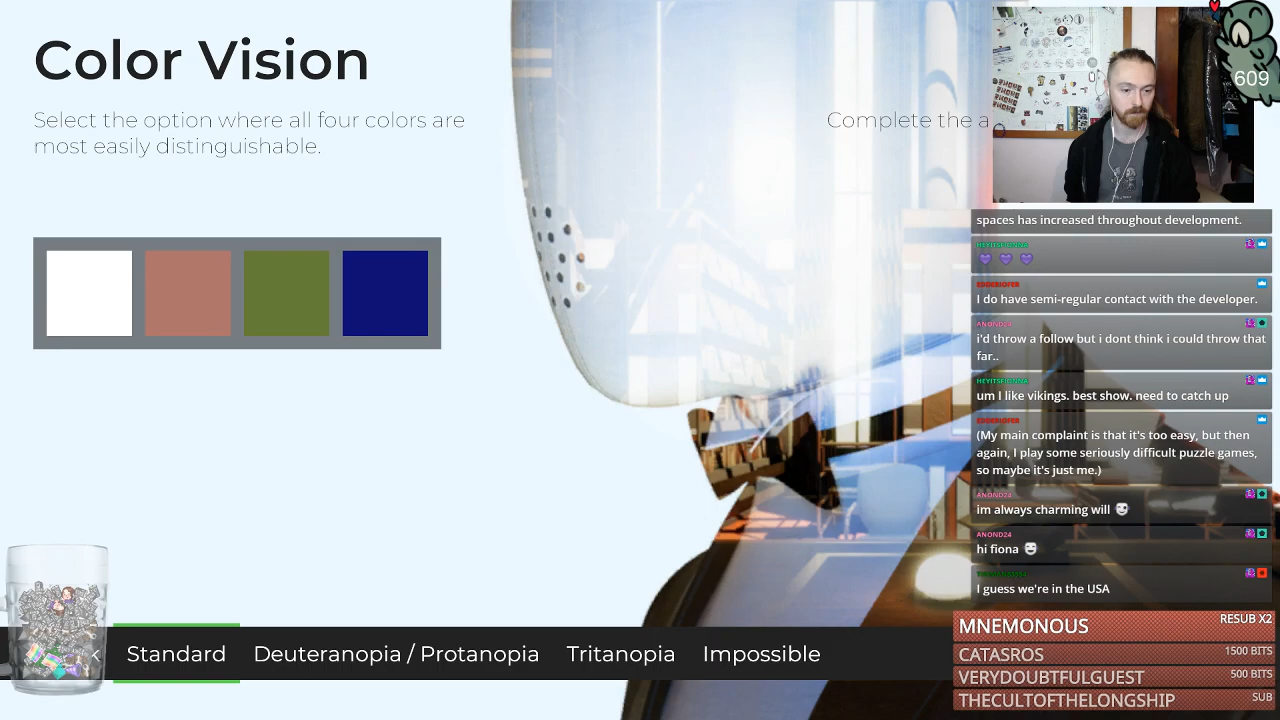 Color Vision
Select the option where all four colors are
most easily distinguishable.
Complete the a
609
spaces has increased throughout development.
HEYITSFIONNA
I do have semi-regular contact with the developer.
ANOND24
i'd throw a follow but i dont think i could throw that
far..
HEYITSFIONNA
um I like vikings. best show. need to catch up
(My main complaint is that it's too easy, but then
again, I play some seriously difficult puzzle games,
so maybe it's just me.)
ANOND24
im always charming will
ANOND24
hi fiona
I guess we're in the USA
Standard
Deuteranopia / Protanopia
Tritanopia
Impossible
MNEMONOUS RESUB X2
CATASROS 1500 BITS
VERYDOUBTFULGUEST 500 BITS
THECULTOFTHELONGSHIP SUB